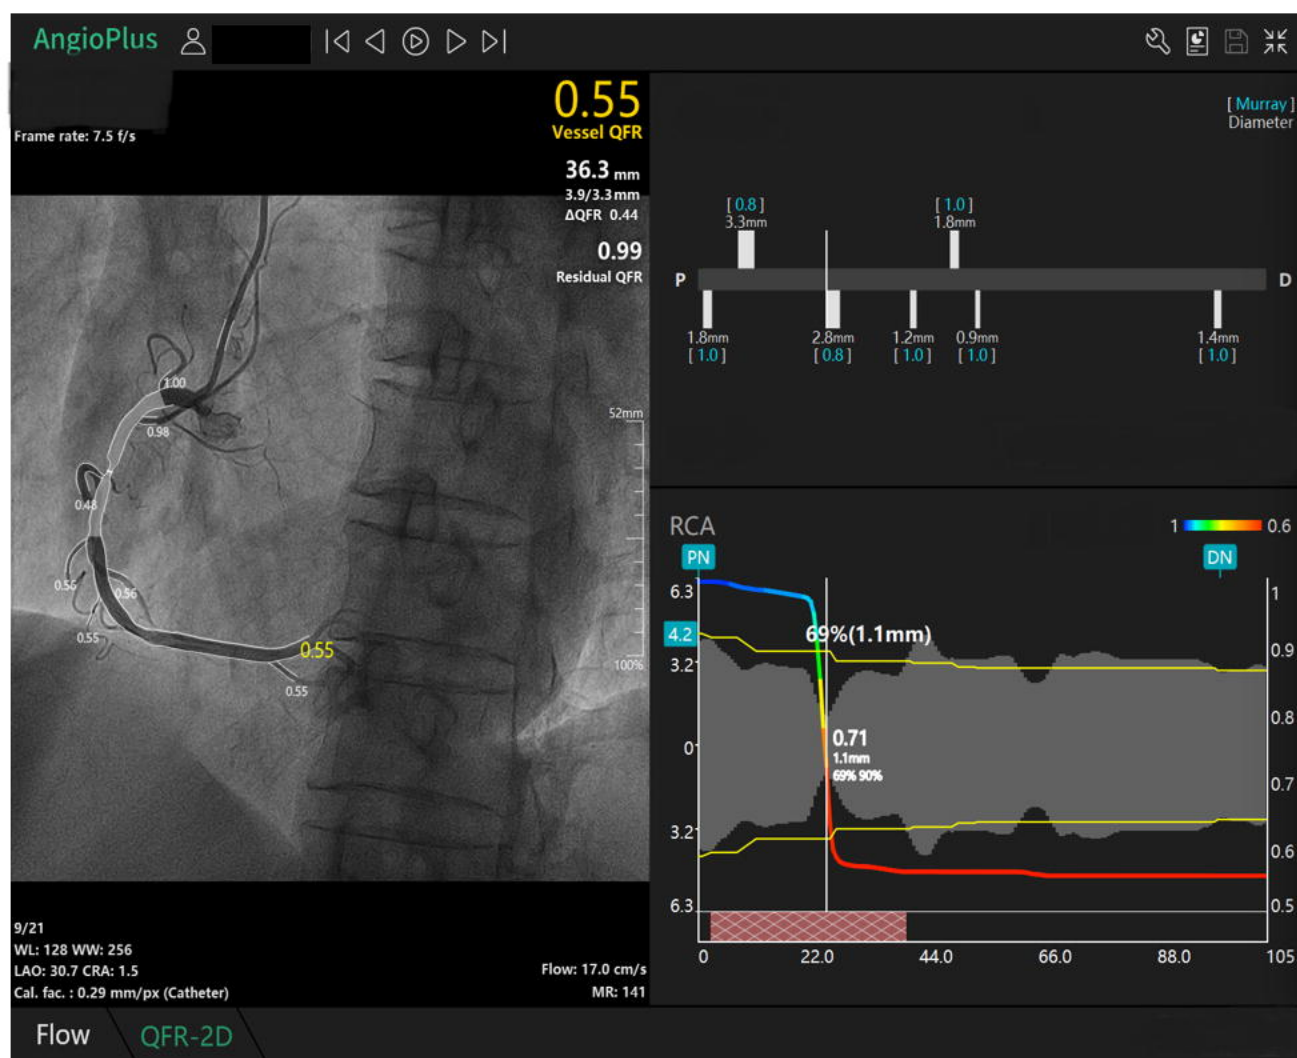 AngioPlus
Frame rate: 7.5 f/s
0.55
Vessel QFR
36.3 mm
3.9/3.3mm
ΔQFR 0.44
0.99
Residual QFR
1.00
0.98
52mm
0.48
0.56
0.56
0.55
0.55
0.55
100%
9/21
WL: 128 WW: 256
LAO: 30.7 CRA: 1.5
Cal. fac. : 0.29 mm/px (Catheter)
Flow: 17.0 cm/s
MR: 141
[ Murray ]
Diameter
[ 0.8 ] [ 1.0 ]
3.3mm 1.8mm
P D
1.8mm 2.8mm 1.2mm 0.9mm 1.4mm
[ 1.0 ] [ 0.8 ] [ 1.0 ] [ 1.0 ] [ 1.0 ]
RCA 1 0.6
PN DN
6.3 1
4.2 69%(1.1mm) 0.9
3.2
0.8
0 0.71
1.1mm
69% 90% 0.7
3.2 0.6
6.3 0.5
0 22.0 44.0 66.0 88.0 105
Flow QFR-2D